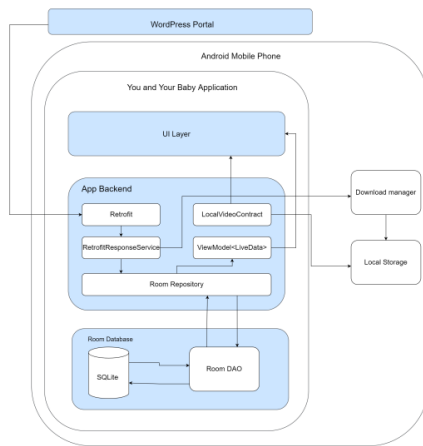 WordPress Portal
Android Mobile Phone
You and Your Baby Application
UI Layer
App Backend
Retrofit
LocalVideoContract
Download manager
RetrofitResponseService
ViewModel<LiveData>
Local Storage
Room Repository
Room Database
SQLite
Room DAO